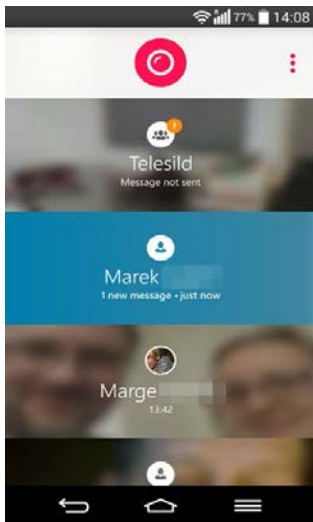 77% 14:08
Telesild
Message not sent
Marek
1 new message • just now
Marge
13:42